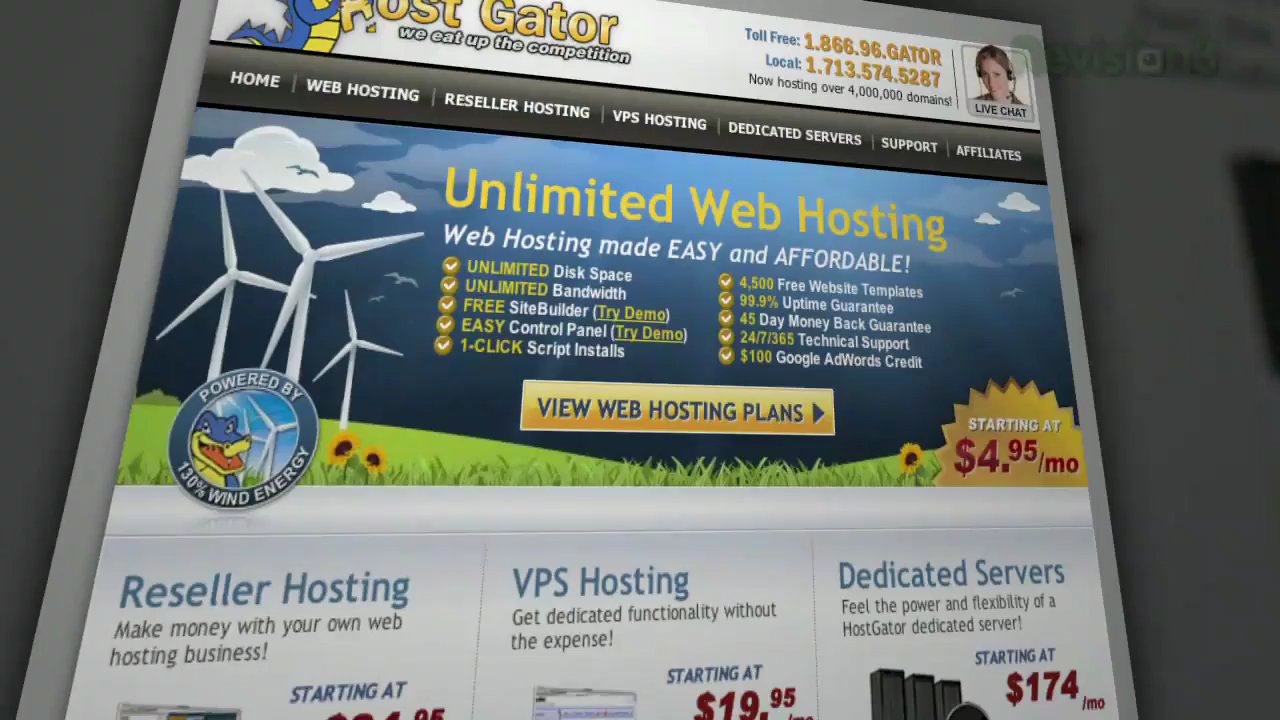 Host Gator
we eat up the competition
Toll Free: 1.866.96.GATOR
Local: 1.713.574.5287
Now hosting over 4,000,000 domains!
LIVE CHAT
HOME
WEB HOSTING
RESELLER HOSTING
VPS HOSTING
DEDICATED SERVERS
SUPPORT
AFFILIATES
Unlimited Web Hosting
Web Hosting made EASY and AFFORDABLE!
UNLIMITED Disk Space
UNLIMITED Bandwidth
FREE SiteBuilder (Try Demo)
EASY Control Panel (Try Demo)
1-CLICK Script Installs
4,500 Free Website Templates
99.9% Uptime Guarantee
45 Day Money Back Guarantee
24/7/365 Technical Support
$100 Google AdWords Credit
VIEW WEB HOSTING PLANS
STARTING AT
$4.95/mo
POWERED BY
130% WIND ENERGY
Reseller Hosting
Make money with your own web
hosting business!
STARTING AT
VPS Hosting
Get dedicated functionality without
the expense!
STARTING AT
$19.95
Dedicated Servers
Feel the power and flexibility of a
HostGator dedicated server!
STARTING AT
$174/mo